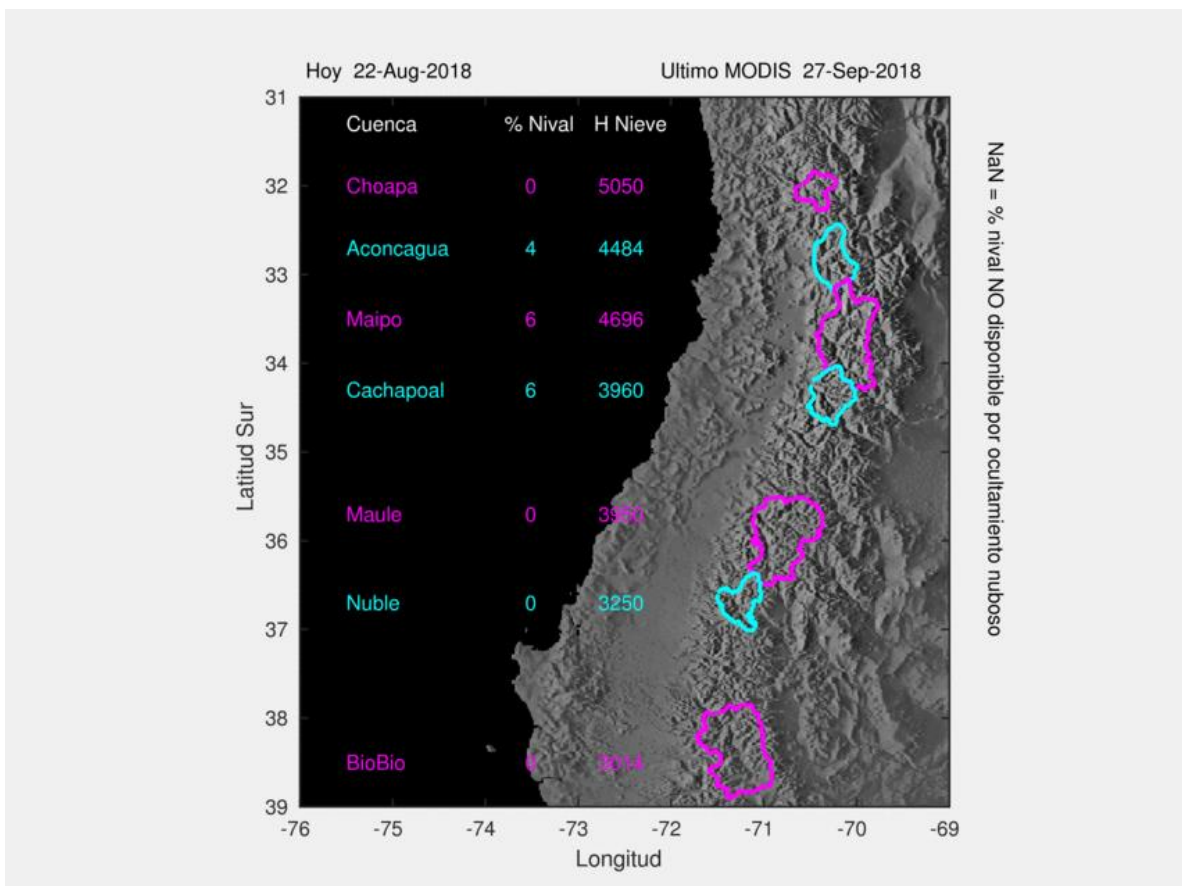 Hoy 22-Aug-2018 Ultimo MODIS 27-Sep-2018
Cuenca % Nival H Nieve
Choapa 0 5050
Aconcagua 4 4484
Maipo 6 4696
Cachapoal 6 3960
Maule 0 3950
Nuble 0 3250
BioBio 3014
31
32
33
34
35
36
37
38
39
Latitud Sur
-76 -75 -74 -73 -72 -71 -70 -69
Longitud
NaN = % nival NO disponible por ocultamiento nuboso